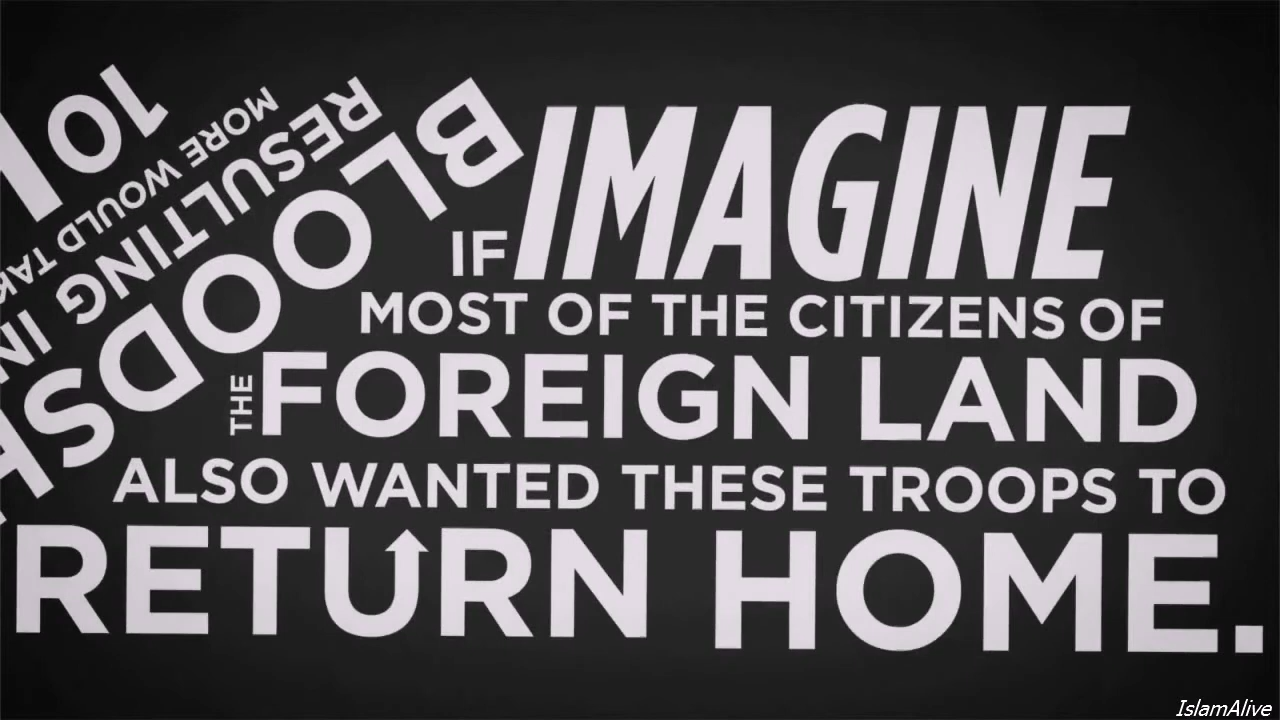 10
MORE WOULD TAK
RESULTING IN
BLOODSH
IF IMAGINE
MOST OF THE CITIZENS OF
THE FOREIGN LAND
ALSO WANTED THESE TROOPS TO
RETURN HOME.
IslamAlive